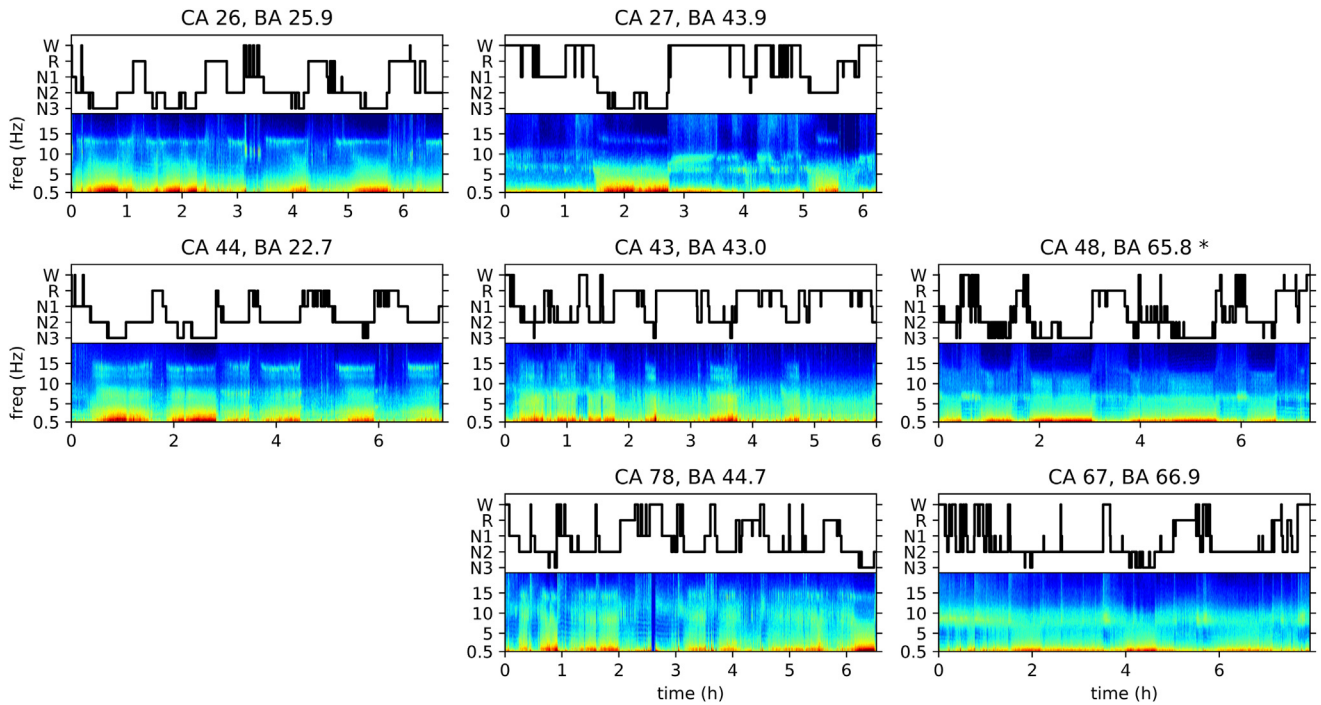 CA 26, BA 25.9
CA 27, BA 43.9
W
R
N1
N2
N3
W
R
N1
N2
N3
freq (Hz)
15
10
5
0.5
15
10
5
0.5
0 1 2 3 4 5 6
0 1 2 3 4 5 6
CA 44, BA 22.7
CA 43, BA 43.0
CA 48, BA 65.8 *
W
R
N1
N2
N3
W
R
N1
N2
N3
W
R
N1
N2
N3
freq (Hz)
15
10
5
0.5
15
10
5
0.5
15
10
5
0.5
0 2 4 6
0 1 2 3 4 5 6
0 2 4 6
CA 78, BA 44.7
CA 67, BA 66.9
W
R
N1
N2
N3
W
R
N1
N2
N3
15
10
5
0.5
15
10
5
0.5
0 1 2 3 4 5 6
0 2 4 6
time (h)
time (h)